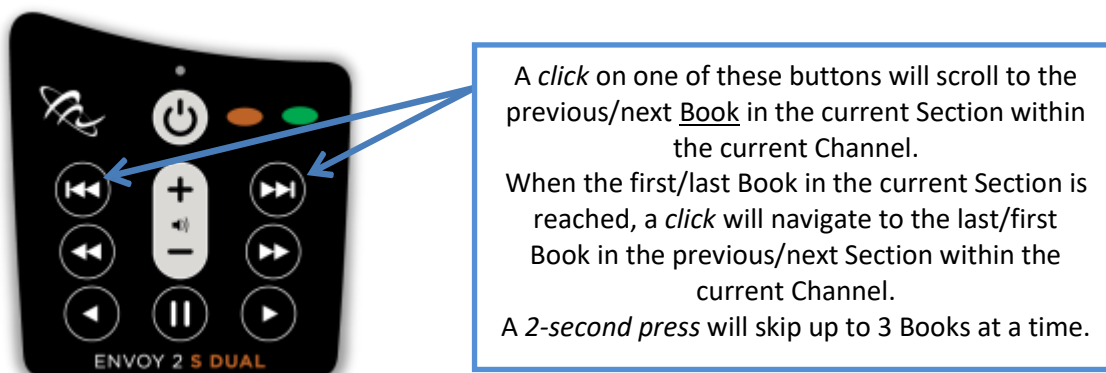 A click on one of these buttons will scroll to the
previous/next Book in the current Section within
the current Channel.
When the first/last Book in the current Section is
reached, a click will navigate to the last/first
Book in the previous/next Section within the
current Channel.
A 2-second press will skip up to 3 Books at a time.
ENVOY 2 S DUAL